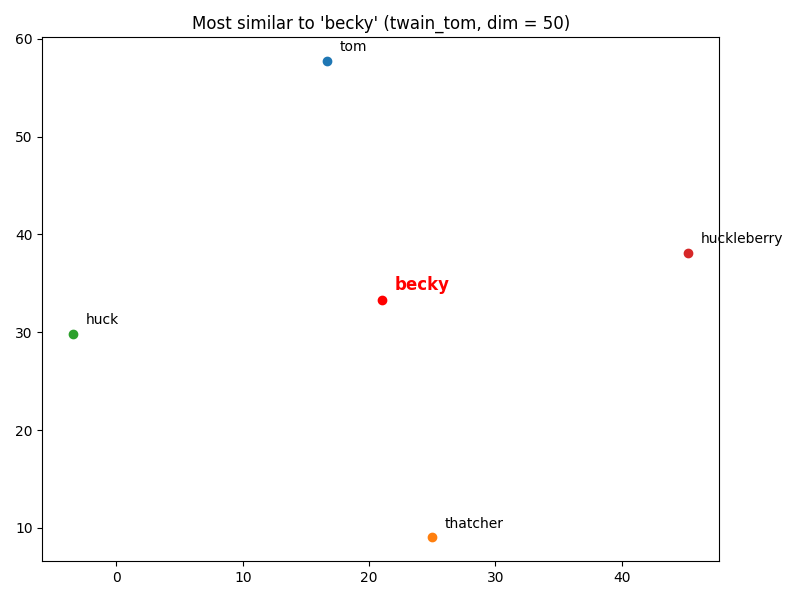 Most similar to 'becky' (twain_tom, dim = 50)
60
tom
50
40
huckleberry
becky
huck
30
20
thatcher
10
0 10 20 30 40